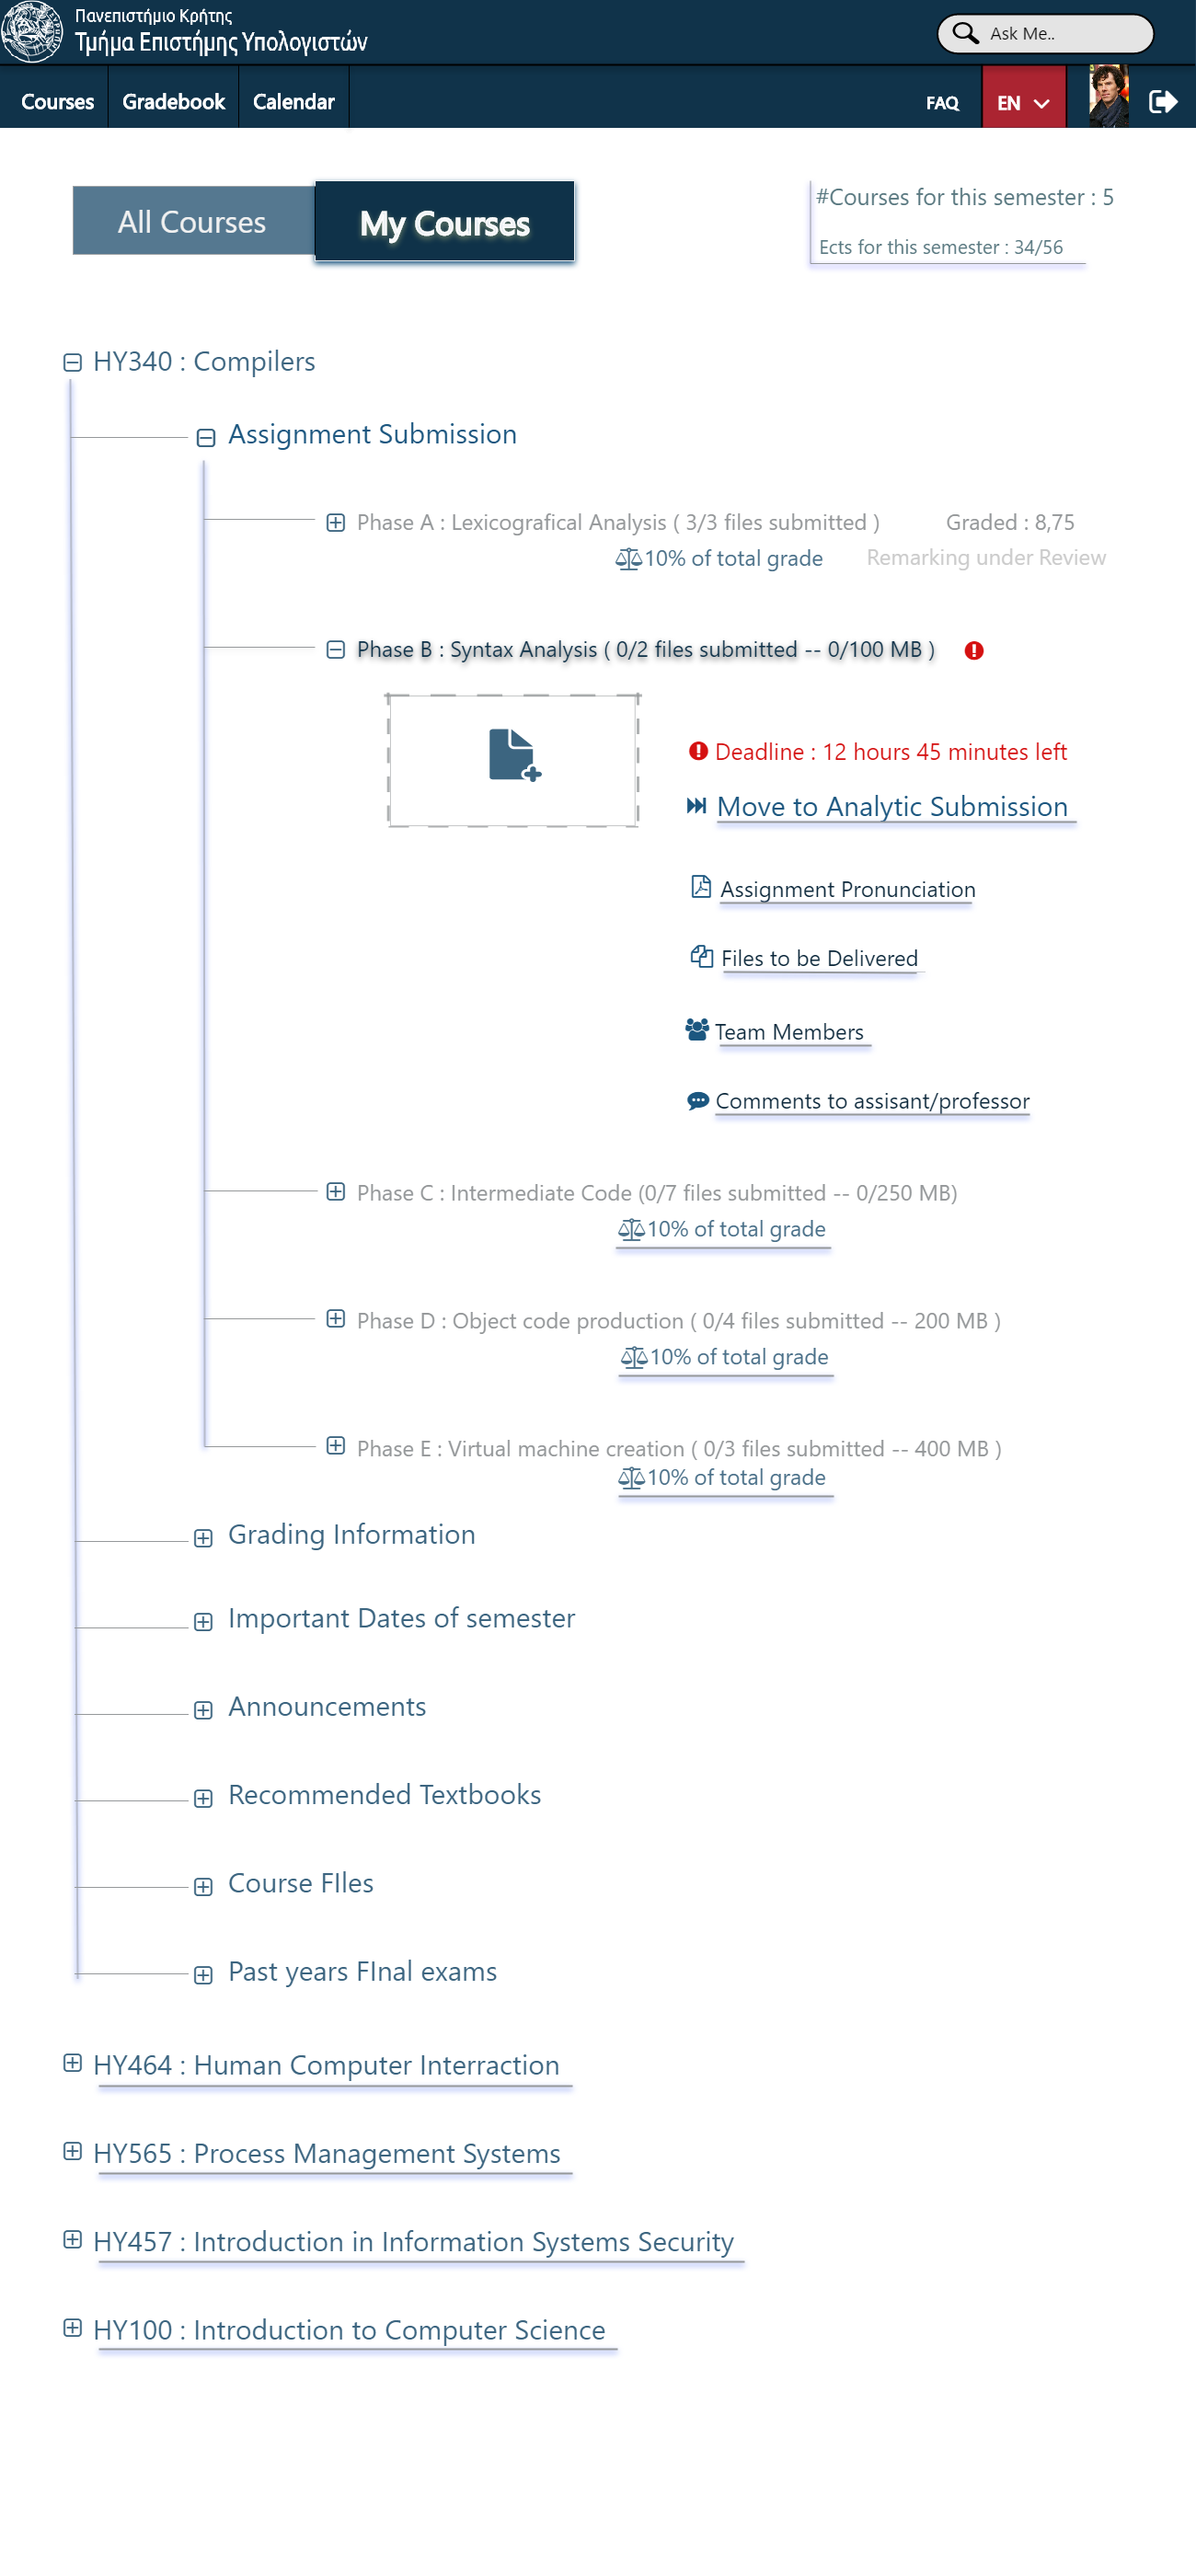 Πανεπιστήμιο Κρήτης
Τμήμα Επιστήμης Υπολογιστών
Ask Me..
Courses Gradebook Calendar FAQ EN
All Courses My Courses
#Courses for this semester : 5
Ects for this semester : 34/56
HY340 : Compilers
Assignment Submission
Phase A : Lexicografical Analysis ( 3/3 files submitted ) Graded : 8,75
10% of total grade Remarking under Review
Phase B : Syntax Analysis ( 0/2 files submitted -- 0/100 MB )
Deadline : 12 hours 45 minutes left
Move to Analytic Submission
Assignment Pronunciation
Files to be Delivered
Team Members
Comments to assisant/professor
Phase C : Intermediate Code (0/7 files submitted -- 0/250 MB)
10% of total grade
Phase D : Object code production ( 0/4 files submitted -- 200 MB )
10% of total grade
Phase E : Virtual machine creation ( 0/3 files submitted -- 400 MB )
10% of total grade
Grading Information
Important Dates of semester
Announcements
Recommended Textbooks
Course FIles
Past years FInal exams
HY464 : Human Computer Interraction
HY565 : Process Management Systems
HY457 : Introduction in Information Systems Security
HY100 : Introduction to Computer Science